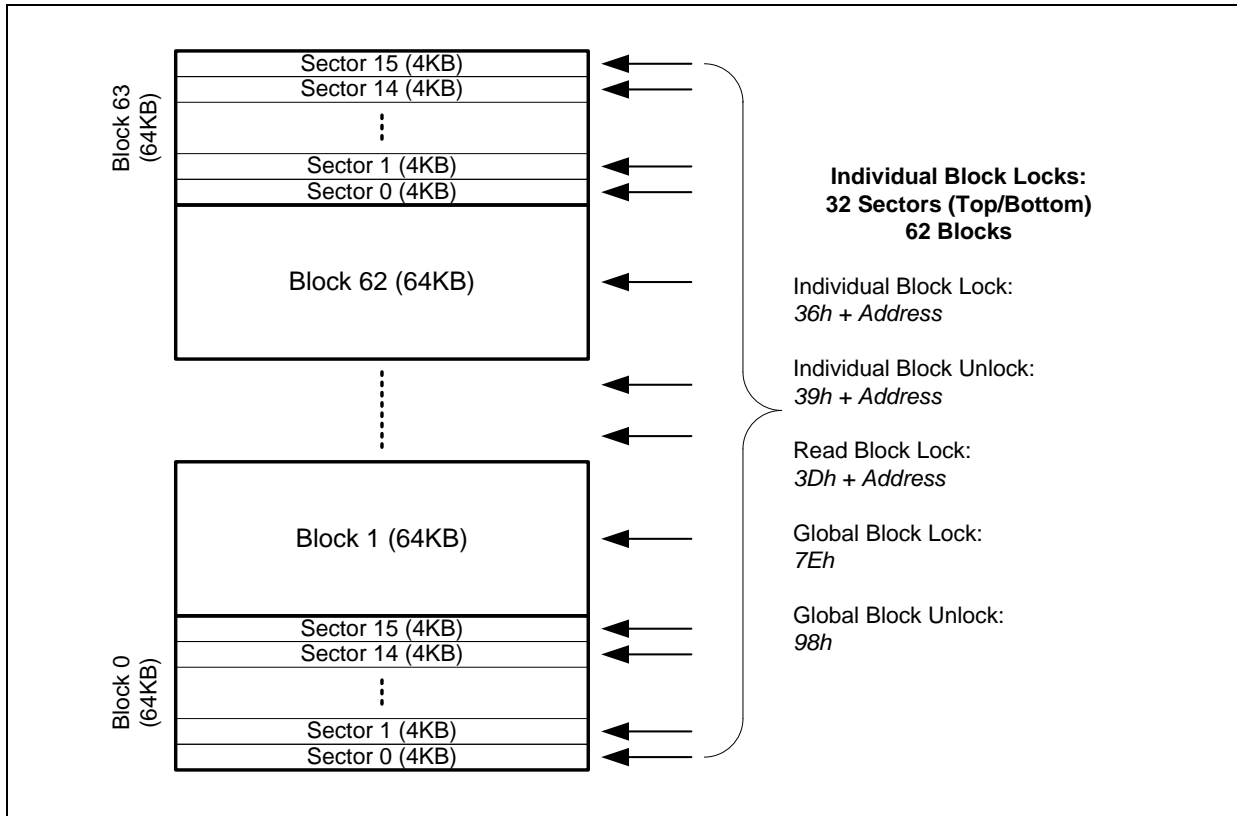 Block 63
(64KB)
Sector 15 (4KB)
Sector 14 (4KB)
Sector 1 (4KB)
Sector 0 (4KB)
Block 62 (64KB)
Block 1 (64KB)
Block 0
(64KB)
Sector 15 (4KB)
Sector 14 (4KB)
Sector 1 (4KB)
Sector 0 (4KB)
Individual Block Locks:
32 Sectors (Top/Bottom)
62 Blocks
Individual Block Lock:
36h + Address
Individual Block Unlock:
39h + Address
Read Block Lock:
3Dh + Address
Global Block Lock:
7Eh
Global Block Unlock:
98h